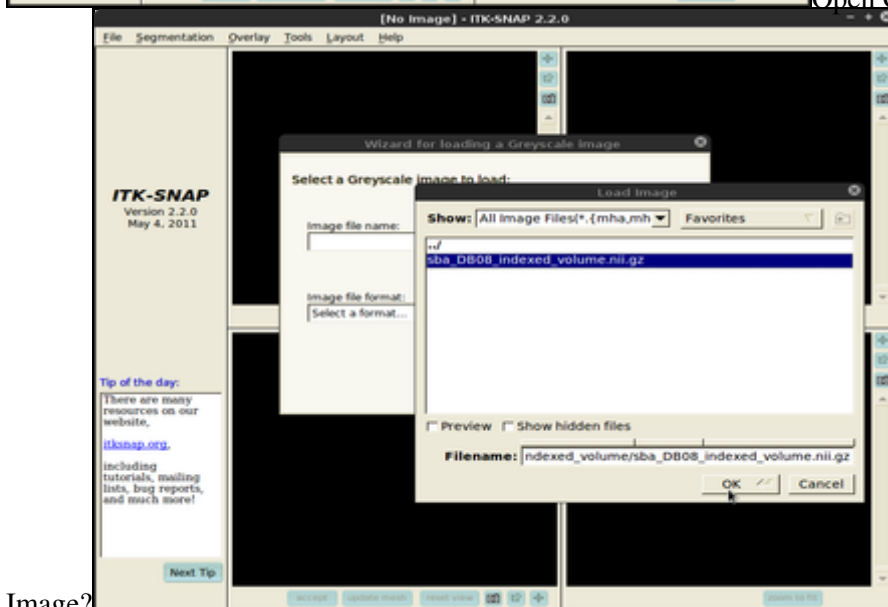 Open
[No Image] - ITK-SNAP 2.2.0
File Segmentation Overlay Tools Layout Help
Wizard for loading a Greyscale image
Select a Greyscale image to load:
Load Image
ITK-SNAP
Version 2.2.0
May 4, 2011
Image file name:
Show: All Image Files(*.{mha,mh Favorites
../
sba_DB08_indexed_volume.nii.gz
Image file format:
Select a format...
Tip of the day:
There are many
resources on our
website,
itksnap.org,
including
tutorials, mailing
lists, bug reports,
and much more!
Preview Show hidden files
Filename: ndexed_volume/sba_DB08_indexed_volume.nii.gz
OK Cancel
Next Tip
accept update mesh reset view zoom to fit
Image?